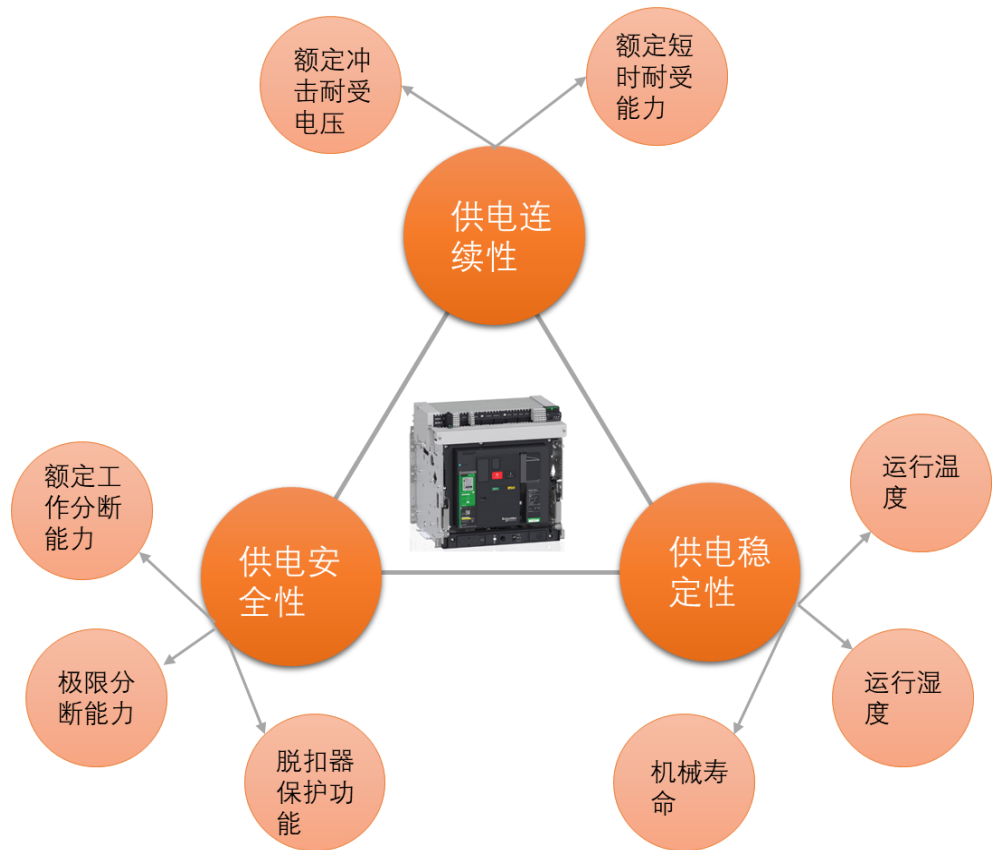 额定冲
击耐受
电压
额定短
时耐受
能力
供电连
续性
额定工
作分断
能力
供电安
全性
极限分
断能力
脱扣器
保护功
能
供电稳
定性
运行温
度
运行湿
度
机械寿
命